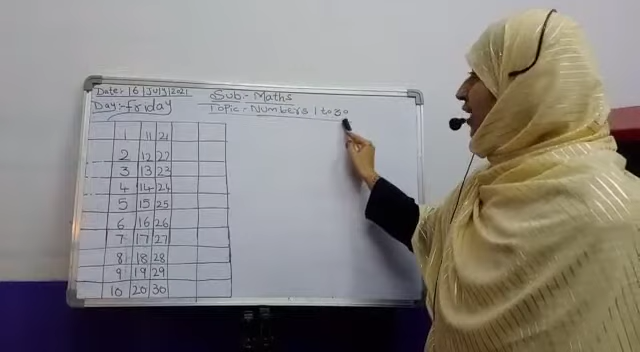 Date: 16 | July | 2021
Sub:- Maths
Day:- friday
Topic:- Numbers 1 to 30
1 11 21
2 12 22
3 13 23
4 14 24
5 15 25
6 16 26
7 17 27
8 18 28
9 19 29
10 20 30